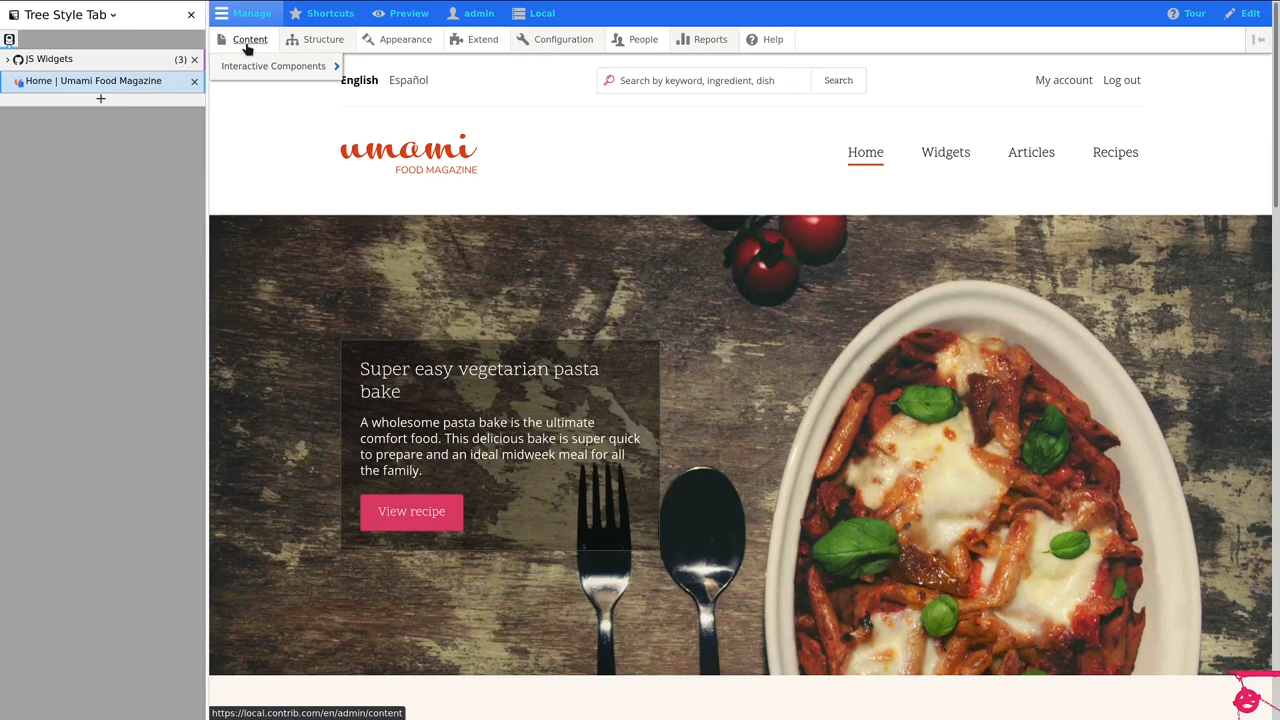 Tree Style Tab
Manage Shortcuts Preview admin Local Tour Edit
Content Structure Appearance Extend Configuration People Reports Help
JS Widgets (3)
Home | Umami Food Magazine
Interactive Components
English Español Search by keyword, ingredient, dish Search My account Log out
umami
FOOD MAGAZINE
Home Widgets Articles Recipes
Super easy vegetarian pasta
bake
A wholesome pasta bake is the ultimate
comfort food. This delicious bake is super quick
to prepare and an ideal midweek meal for all
the family.
View recipe
https://local.contrib.com/en/admin/content